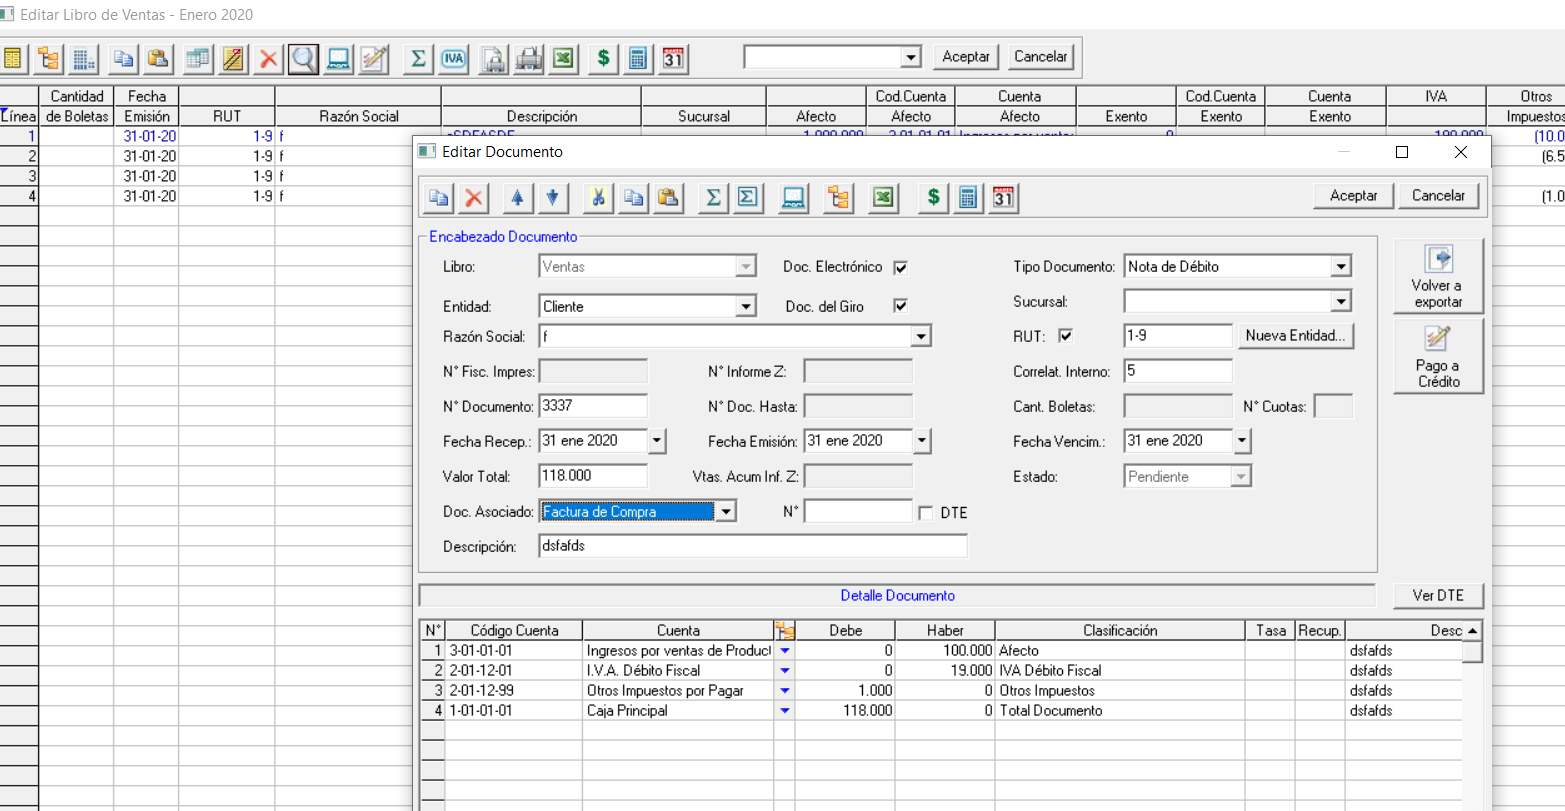 Editar Libro de Ventas - Enero 2020
IVA
31
Aceptar
Cancelar
Línea
Cantidad de Boletas
Fecha Emisión
RUT
Razón Social
Descripción
Sucursal
Afecto
Cod.Cuenta Afecto
Cuenta Afecto
Exento
Cod.Cuenta Exento
Cuenta Exento
IVA
Otros Impuestos
1 31-01-20 1-9 f
2 31-01-20 1-9 f (6.5
3 31-01-20 1-9 f
4 31-01-20 1-9 f (1.0
Editar Documento
31
Aceptar
Cancelar
Encabezado Documento
Libro: Ventas Doc. Electrónico Tipo Documento: Nota de Débito
Entidad: Cliente Doc. del Giro Sucursal:
Razón Social: f RUT: 1-9 Nueva Entidad...
N° Fisc. Impres: N° Informe Z: Correlat. Interno: 5
N° Documento: 3337 N° Doc. Hasta: Cant. Boletas: N° Cuotas:
Fecha Recep.: 31 ene 2020 Fecha Emisión: 31 ene 2020 Fecha Vencim.: 31 ene 2020
Valor Total: 118.000 Vtas. Acum Inf. Z: Estado: Pendiente
Doc. Asociado: Factura de Compra N° DTE
Descripción: dsfafds
Volver a
exportar
Pago a
Crédito
Detalle Documento
Ver DTE
N° Código Cuenta Cuenta Debe Haber Clasificación Tasa Recup. Desc
1 3-01-01-01 Ingresos por ventas de Product 0 100.000 Afecto dsfafds
2 2-01-12-01 I.V.A. Débito Fiscal 0 19.000 IVA Débito Fiscal dsfafds
3 2-01-12-99 Otros Impuestos por Pagar 1.000 0 Otros Impuestos dsfafds
4 1-01-01-01 Caja Principal 118.000 0 Total Documento dsfafds